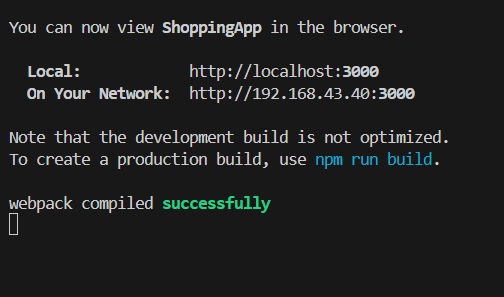 You can now view ShoppingApp in the browser.
Local: http://localhost:3000
On Your Network: http://192.168.43.40:3000
Note that the development build is not optimized.
To create a production build, use npm run build.
webpack compiled successfully